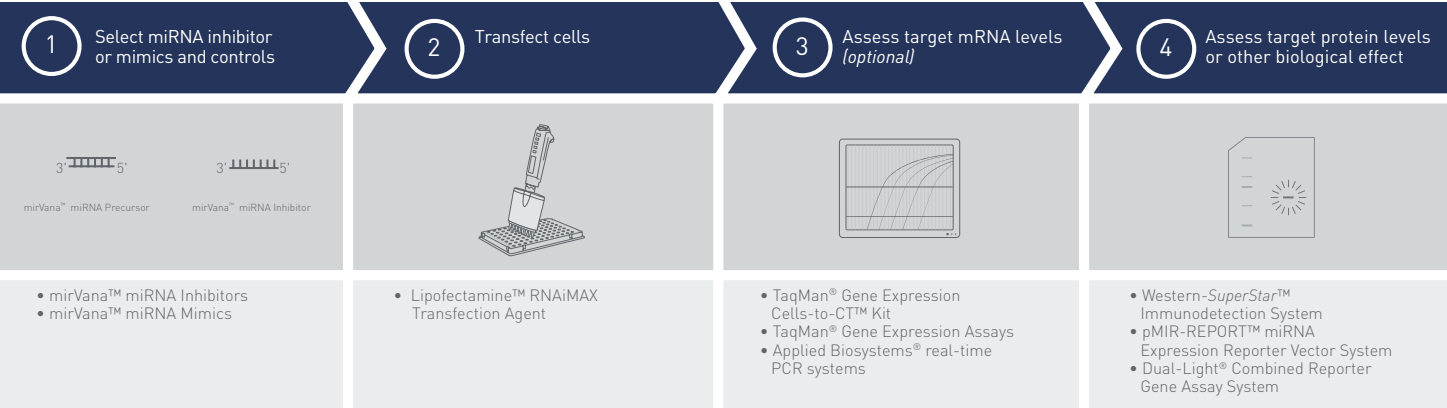 1
Select miRNA inhibitor
or mimics and controls
2
Transfect cells
3
Assess target mRNA levels
(optional)
4
Assess target protein levels
or other biological effect
3' 5'
mirVana™ miRNA Precursor
3' 5'
mirVana™ miRNA Inhibitor
• mirVana™ miRNA Inhibitors
• mirVana™ miRNA Mimics
• Lipofectamine™ RNAiMAX
Transfection Agent
• TaqMan® Gene Expression
Cells-to-CT™ Kit
• TaqMan® Gene Expression Assays
• Applied Biosystems® real-time
PCR systems
• Western-SuperStar™
Immunodetection System
• pMIR-REPORT™ miRNA
Expression Reporter Vector System
• Dual-Light® Combined Reporter
Gene Assay System